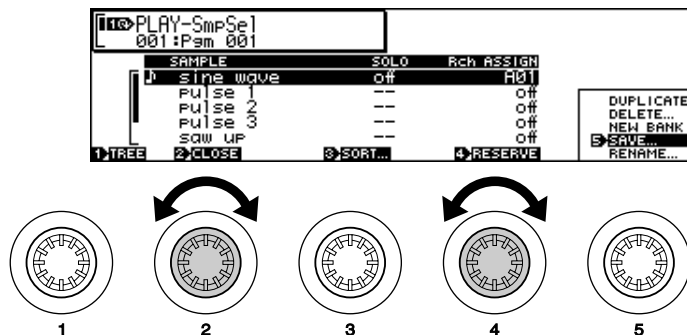 1Q PLAY-SmpSel
001:Pgm 001
SAMPLE SOLO Rch ASSIGN
sine wave off A01
pulse 1 -- off
pulse 2 -- off
pulse 3 -- off
saw up -- off
DUPLICATE
DELETE...
NEW BANK
5 SAVE...
RENAME...
1 TREE 2 CLOSE 3 SORT... 4 RESERVE
1 2 3 4 5